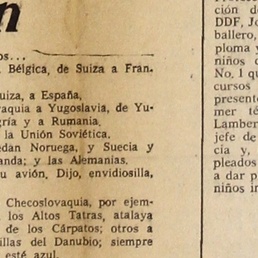 n
os...
Bélgica, de Suiza a Fran-
uiza, a España,
aquia a Yugoslavia, de Yu-
gría y a Rumania,
la Unión Soviética.
edan Noruega, y Suecia y
anda; y las Alemanias.
u avión, Dijo, envidiosilla,
Checoslovaquia, por ejem-
los Altos Tatras, atalaya
de los Cárpatos; otros a
illas del Danubio; siempre
esté azul.
ción de
DDF, Jo
ballero,
ploma y
niños d
No. 1 qu
cursos
presente
mer té
Lamber
jefe de
cia y,
pleados
a dar p
niños in